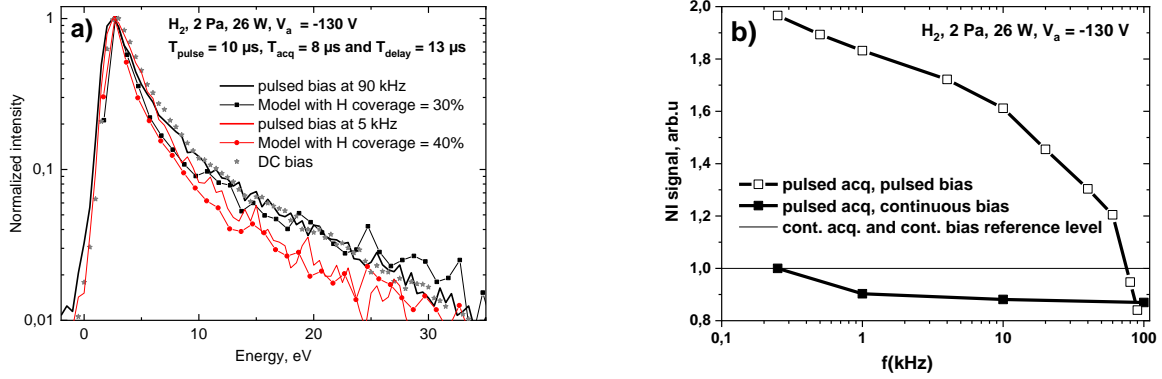 a)
H₂, 2 Pa, 26 W, Vₐ = -130 V
T_pulse = 10 µs, T_acq = 8 µs and T_delay = 13 µs
pulsed bias at 90 kHz
Model with H coverage = 30%
pulsed bias at 5 kHz
Model with H coverage = 40%
DC bias
Normalized intensity
1
0,1
0,01
0
10
20
30
Energy, eV
b)
H₂, 2 Pa, 26 W, Vₐ = -130 V
pulsed acq, pulsed bias
pulsed acq, continuous bias
cont. acq. and cont. bias reference level
NI signal, arb.u
2,0
1,8
1,6
1,4
1,2
1,0
0,8
0,1
1
10
100
f(kHz)